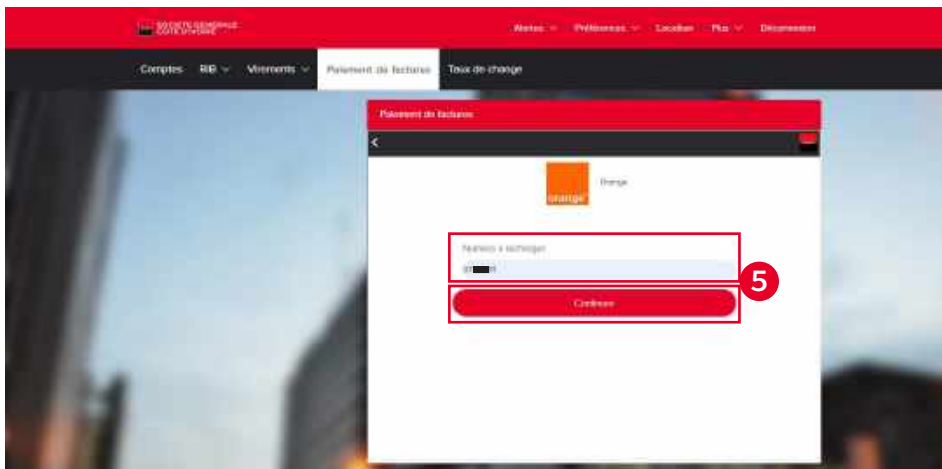 SOCIETE GENERALE
COTE D'IVOIRE
Alertes Préférences Location Plus Déconnexion
Comptes RIB Virements Paiement de factures Taux de change
Paiement de factures
orange
Orange
Numéro à recharger
5
Continuer